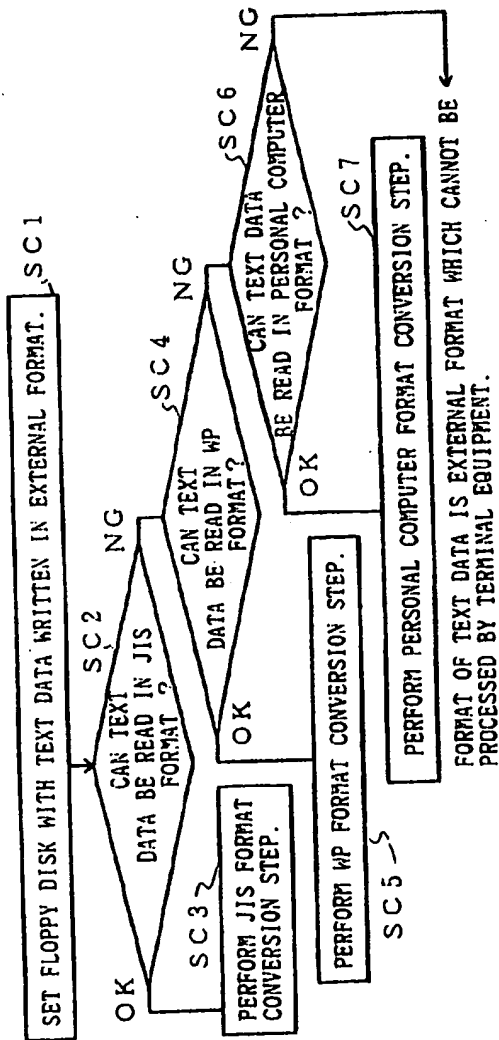 SC1
SET FLOPPY DISK WITH TEXT DATA WRITTEN IN EXTERNAL FORMAT.
SC2
CAN TEXT
DATA BE READ IN JIS
FORMAT ?
OK
NG
SC3
PERFORM JIS FORMAT
CONVERSION STEP.
SC4
CAN TEXT
DATA BE READ IN WP
FORMAT ?
OK
NG
SC5
PERFORM WP FORMAT CONVERSION STEP.
SC6
CAN TEXT DATA
BE READ IN PERSONAL COMPUTER
FORMAT ?
OK
NG
SC7
PERFORM PERSONAL COMPUTER FORMAT CONVERSION STEP.
FORMAT OF TEXT DATA IS EXTERNAL FORMAT WHICH CANNOT BE
PROCESSED BY TERMINAL EQUIPMENT.